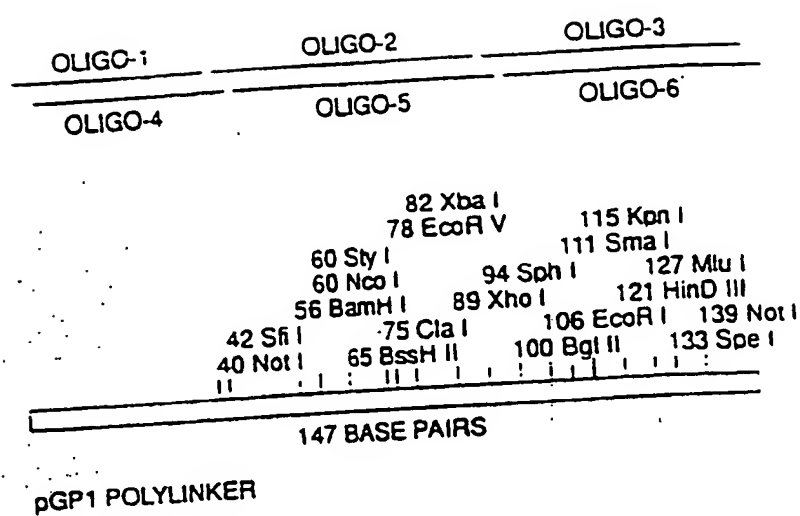 OLIGO-1 OLIGO-2 OLIGO-3
OLIGO-4 OLIGO-5 OLIGO-6
82 Xba I
78 EcoR V 115 Kpn I
60 Sty I 111 Sma I
60 Nco I 94 Sph I 127 Mlu I
56 BamH I 89 Xho I 121 HinD III
42 Sfi I 75 Cla I 106 EcoR I 139 Not I
40 Not I 65 BssH II 100 Bgl II 133 Spe I
147 BASE PAIRS
pGP1 POLYLINKER